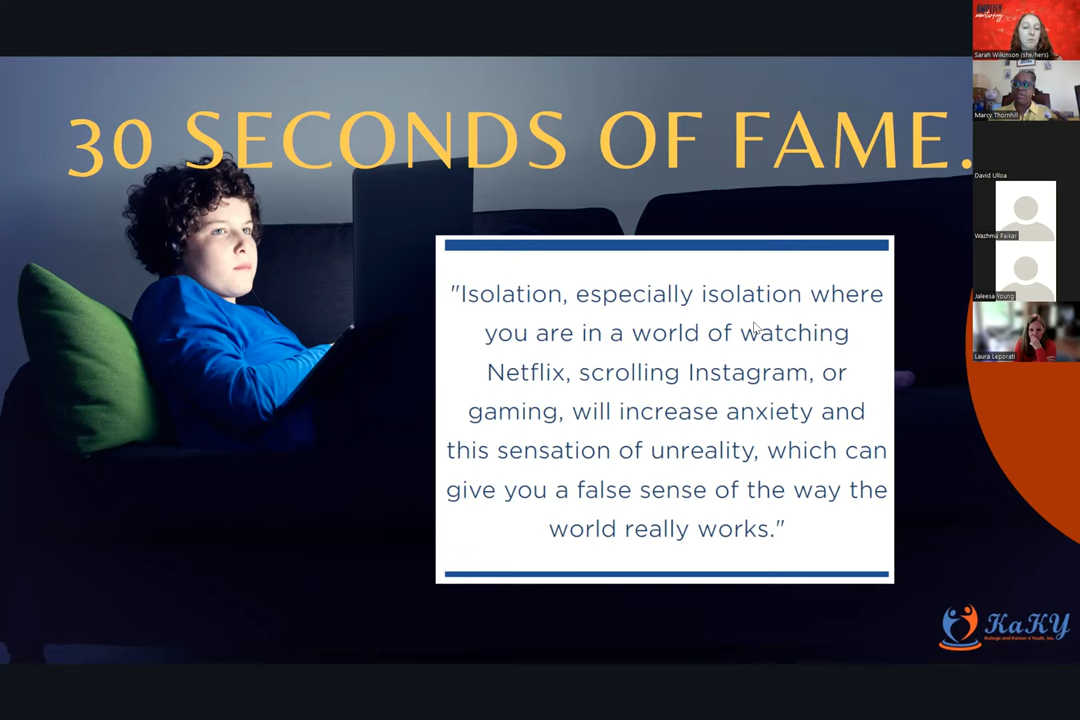 30 SECONDS OF FAME.
"Isolation, especially isolation where
you are in a world of watching
Netflix, scrolling Instagram, or
gaming, will increase anxiety and
this sensation of unreality, which can
give you a false sense of the way the
world really works."
KaKY
Sarah Wilkinson (she/hers)
Marcy Thornhill
David Ulloa
Wazhma
Jaleesa Young
Laura Leporati